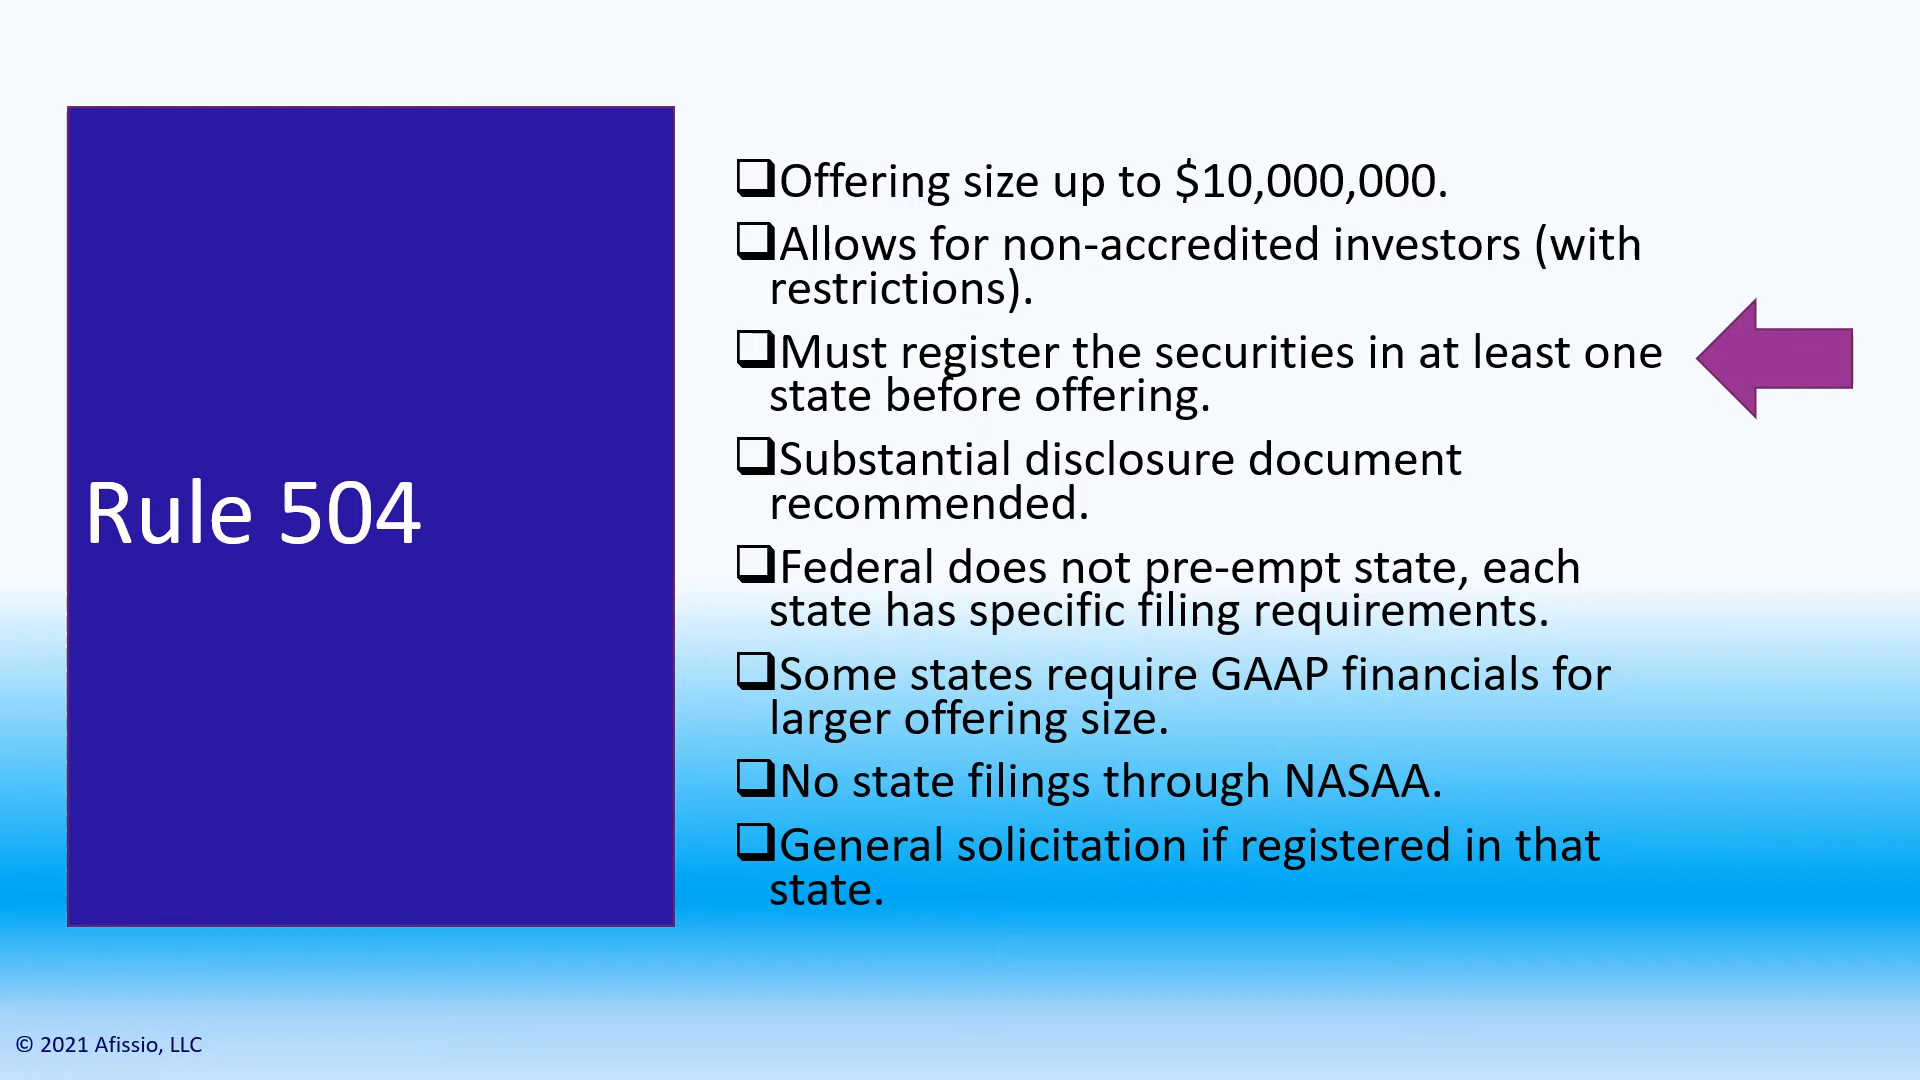 Rule 504
❑Offering size up to $10,000,000.
❑Allows for non-accredited investors (with
restrictions).
❑Must register the securities in at least one
state before offering.
❑Substantial disclosure document
recommended.
❑Federal does not pre-empt state, each
state has specific filing requirements.
❑Some states require GAAP financials for
larger offering size.
❑No state filings through NASAA.
❑General solicitation if registered in that
state.
© 2021 Afissio, LLC